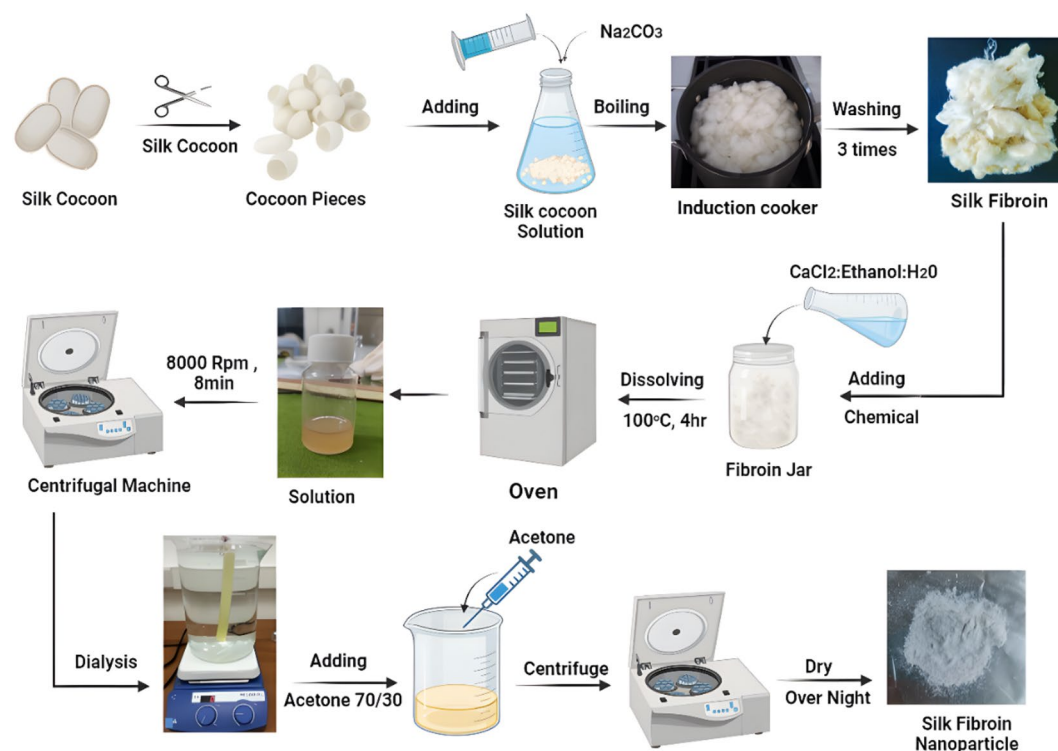 Na2CO3
Adding
Boiling
Washing
3 times
Silk Cocoon
Silk Cocoon
Cocoon Pieces
Silk cocoon
Solution
Induction cooker
Silk Fibroin
CaCl2:Ethanol:H20
8000 Rpm ,
8min
Dissolving
100ºC, 4hr
Adding
Chemical
Centrifugal Machine
Solution
Oven
Fibroin Jar
Acetone
Dialysis
Adding
Acetone 70/30
Centrifuge
Dry
Over Night
Silk Fibroin
Nanoparticle